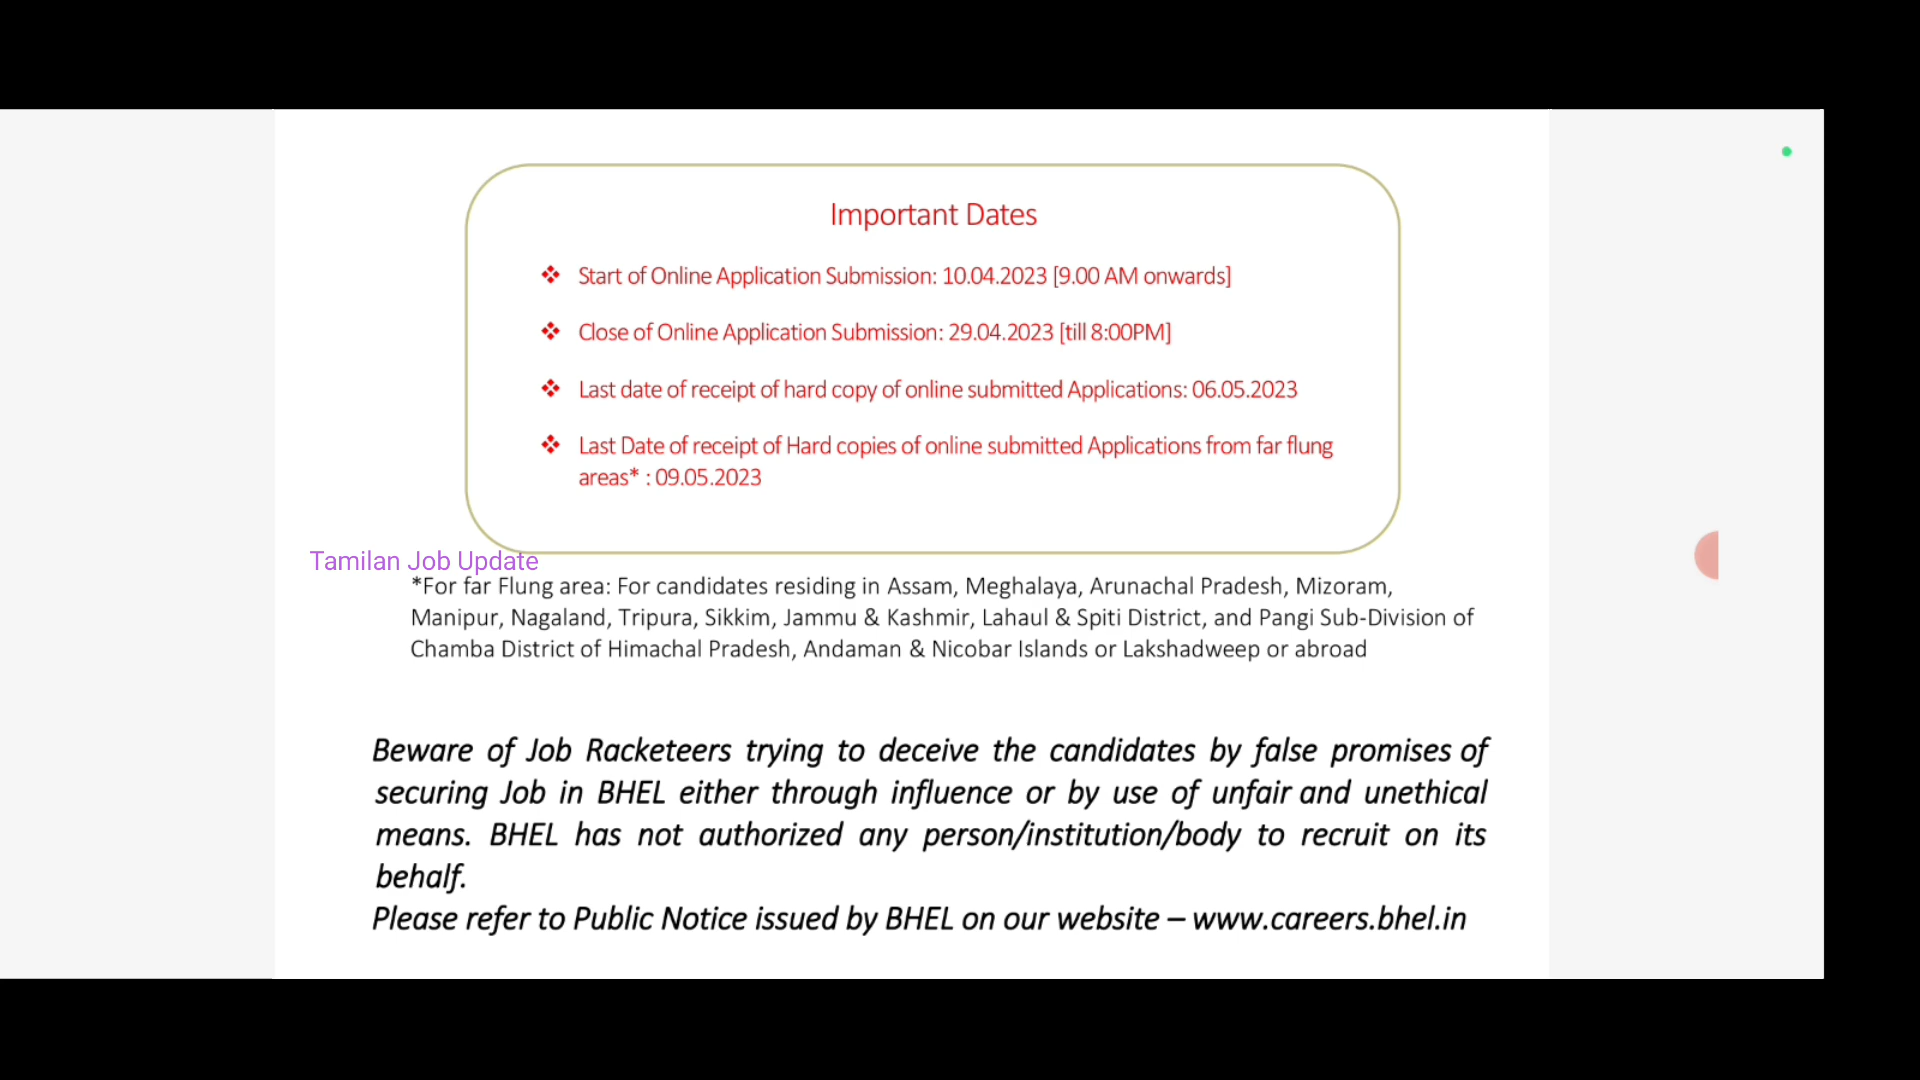 Important Dates
❖ Start of Online Application Submission: 10.04.2023 [9.00 AM onwards]
❖ Close of Online Application Submission: 29.04.2023 [till 8:00PM]
❖ Last date of receipt of hard copy of online submitted Applications: 06.05.2023
❖ Last Date of receipt of Hard copies of online submitted Applications from far flung
areas* : 09.05.2023
Tamilan Job Update
*For far Flung area: For candidates residing in Assam, Meghalaya, Arunachal Pradesh, Mizoram,
Manipur, Nagaland, Tripura, Sikkim, Jammu & Kashmir, Lahaul & Spiti District, and Pangi Sub-Division of
Chamba District of Himachal Pradesh, Andaman & Nicobar Islands or Lakshadweep or abroad
Beware of Job Racketeers trying to deceive the candidates by false promises of
securing Job in BHEL either through influence or by use of unfair and unethical
means. BHEL has not authorized any person/institution/body to recruit on its
behalf.
Please refer to Public Notice issued by BHEL on our website – www.careers.bhel.in